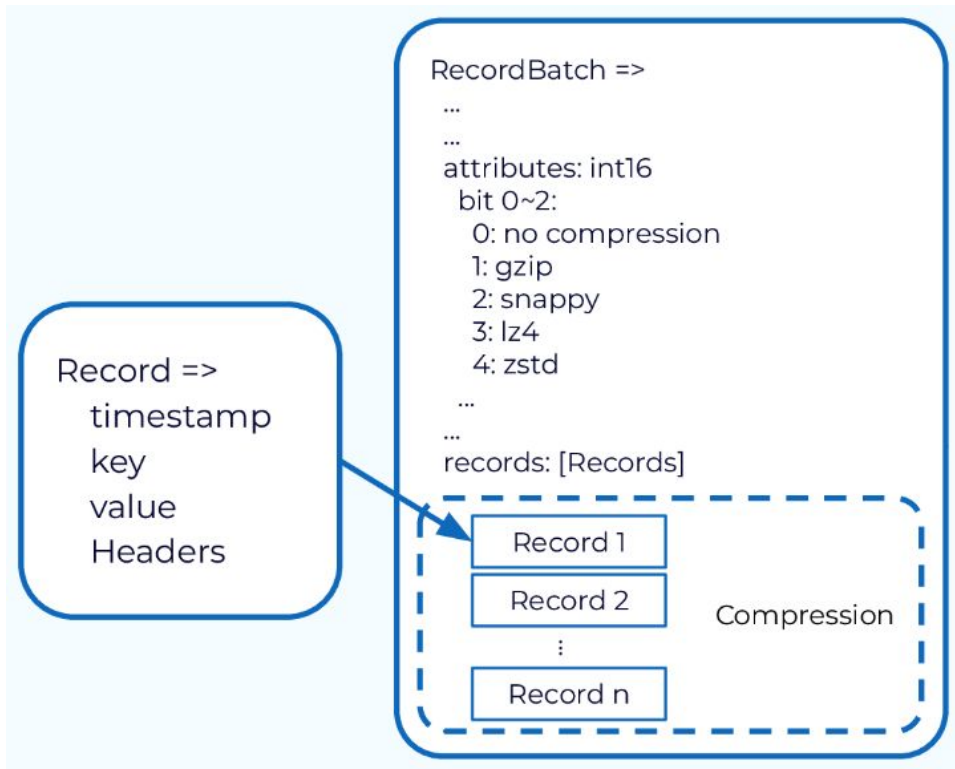 RecordBatch =>
...
...
attributes: int16
bit 0~2:
0: no compression
1: gzip
2: snappy
3: lz4
4: zstd
...
...
records: [Records]
Record =>
timestamp
key
value
Headers
Record 1
Record 2
⋮
Record n
Compression